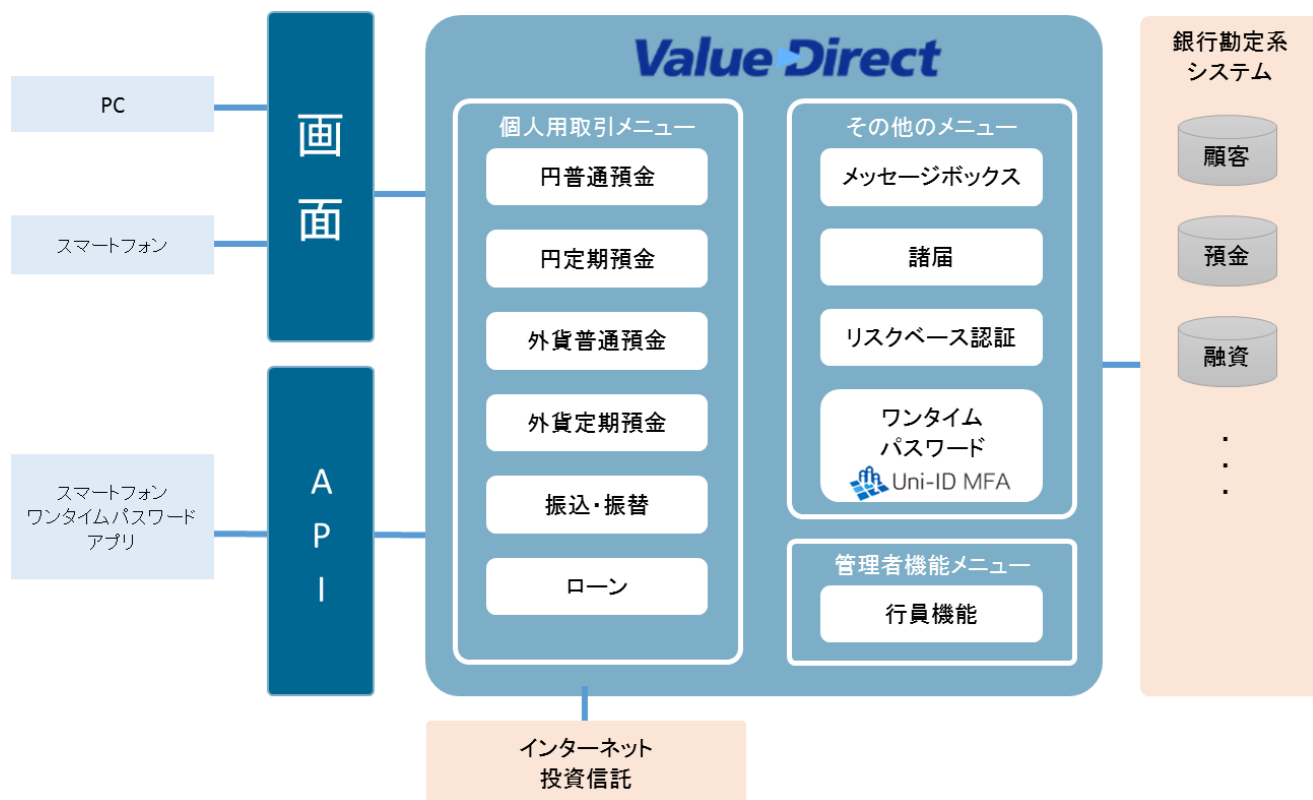 PC
スマートフォン
スマートフォン
ワンタイムパスワード
アプリ
画
面
A
P
I
Value Direct
個人用取引メニュー
円普通預金
円定期預金
外貨普通預金
外貨定期預金
振込・振替
ローン
その他のメニュー
メッセージボックス
諸届
リスクベース認証
ワンタイム
パスワード
Uni-ID MFA
管理者機能メニュー
行員機能
インターネット
投資信託
銀行勘定系
システム
顧客
預金
融資
・
・
・